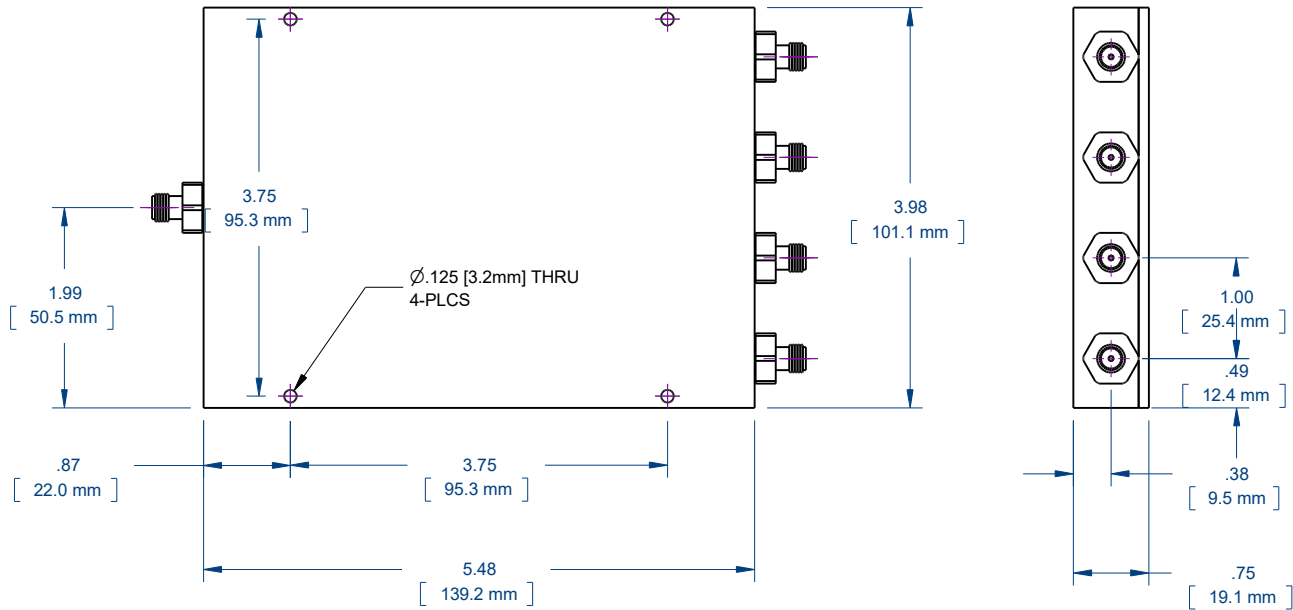 3.75
[ 95.3 mm ]
3.98
[ 101.1 mm ]
Ø.125 [3.2mm] THRU
4-PLCS
1.99
[ 50.5 mm ]
1.00
[ 25.4 mm ]
.49
[ 12.4 mm ]
.87
[ 22.0 mm ]
3.75
[ 95.3 mm ]
.38
[ 9.5 mm ]
5.48
[ 139.2 mm ]
.75
[ 19.1 mm ]